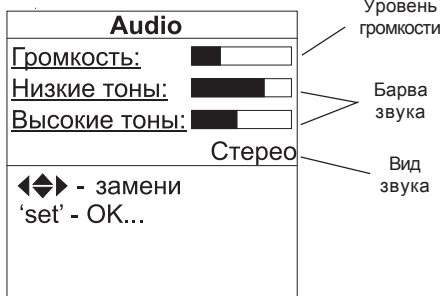 Audio
Громкость:
Низкие тоны:
Высокие тоны:
Стерео
- замени
‘set’ - OK...
Уровень
громкости
Барва
звука
Вид
звука